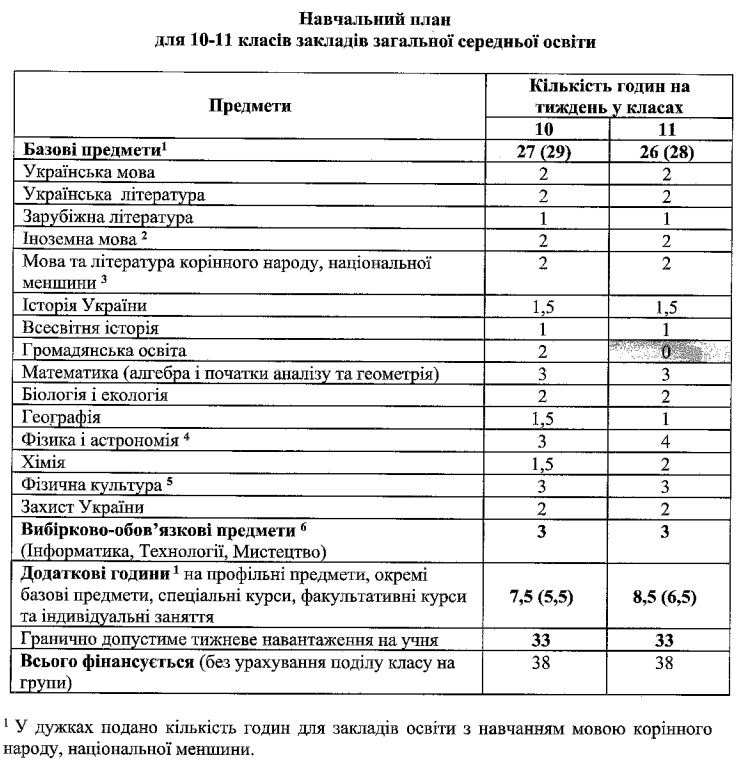 Навчальний план
для 10-11 класів закладів загальної середньої освіти
Предмети
Кількість годин на
тиждень у класах
10 11
Базові предмети¹ 27 (29) 26 (28)
Українська мова 2 2
Українська література 2 2
Зарубіжна література 1 1
Іноземна мова ² 2 2
Мова та література корінного народу, національної
меншини ³ 2 2
Історія України 1,5 1,5
Всесвітня історія 1 1
Громадянська освіта 2 0
Математика (алгебра і початки аналізу та геометрія) 3 3
Біологія і екологія 2 2
Географія 1,5 1
Фізика і астрономія ⁴ 3 4
Хімія 1,5 2
Фізична культура ⁵ 3 3
Захист України 2 2
Вибірково-обов’язкові предмети ⁶ 3 3
(Інформатика, Технології, Мистецтво)
Додаткові години ¹ на профільні предмети, окремі
базові предмети, спеціальні курси, факультативні курси 7,5 (5,5) 8,5 (6,5)
та індивідуальні заняття
Гранично допустиме тижневе навантаження на учня 33 33
Всього фінансується (без урахування поділу класу на 38 38
групи)
¹ У дужках подано кількість годин для закладів освіти з навчанням мовою корінного
народу, національної меншини.